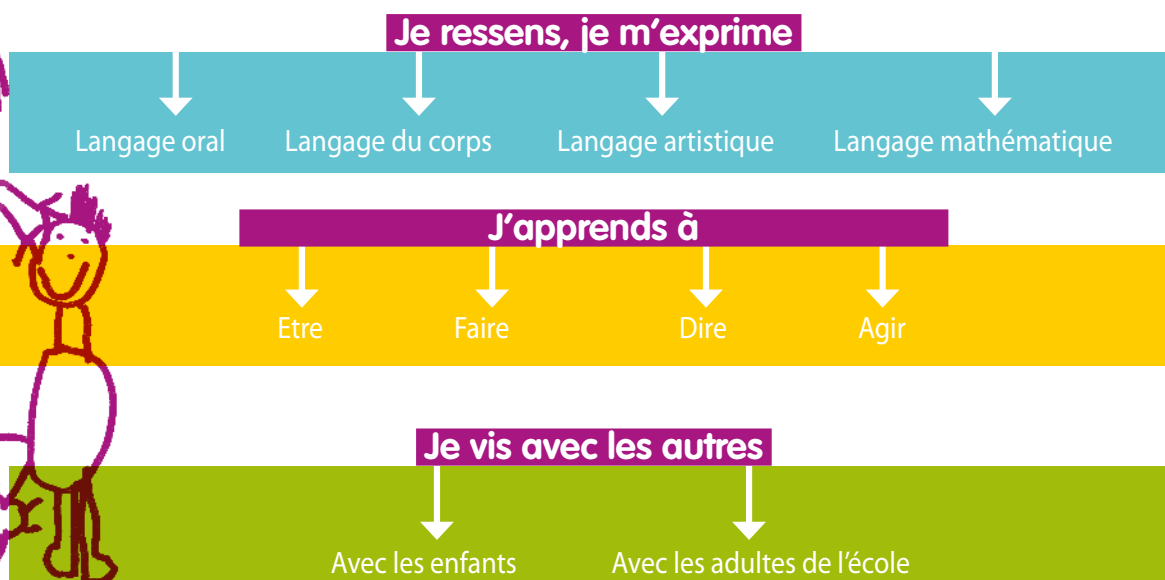 Je ressens, je m'exprime
Langage oral Langage du corps Langage artistique Langage mathématique
J'apprends à
Etre Faire Dire Agir
Je vis avec les autres
Avec les enfants Avec les adultes de l'école